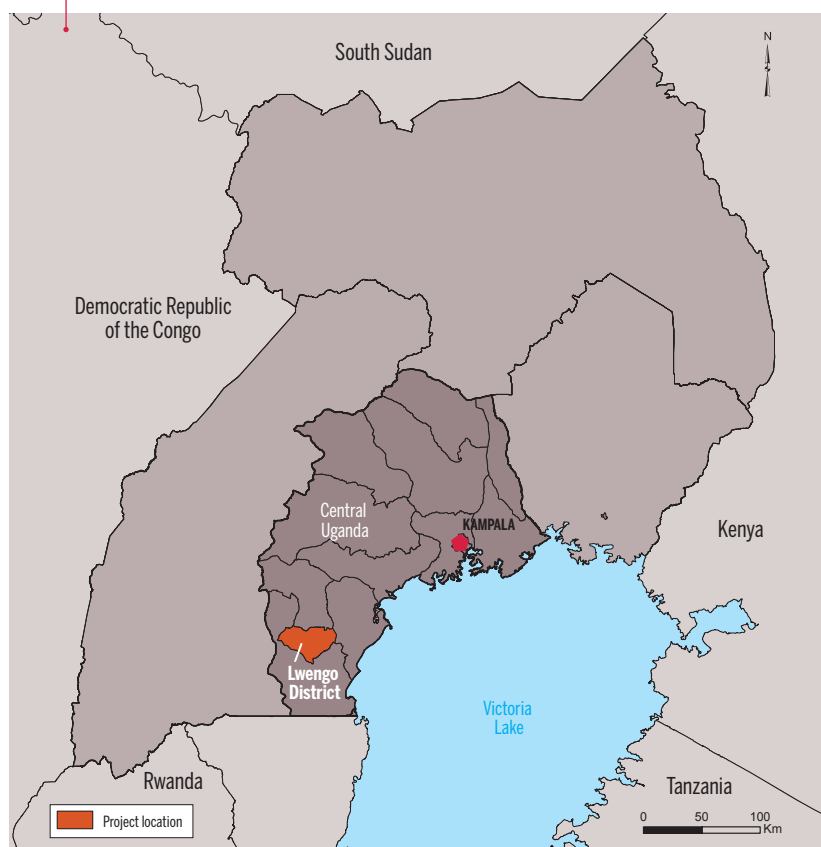 South Sudan
N
Democratic Republic
of the Congo
Central
Uganda
KAMPALA
Kenya
Lwengo
District
Victoria
Lake
Rwanda
Tanzania
Project location
0 50 100
Km